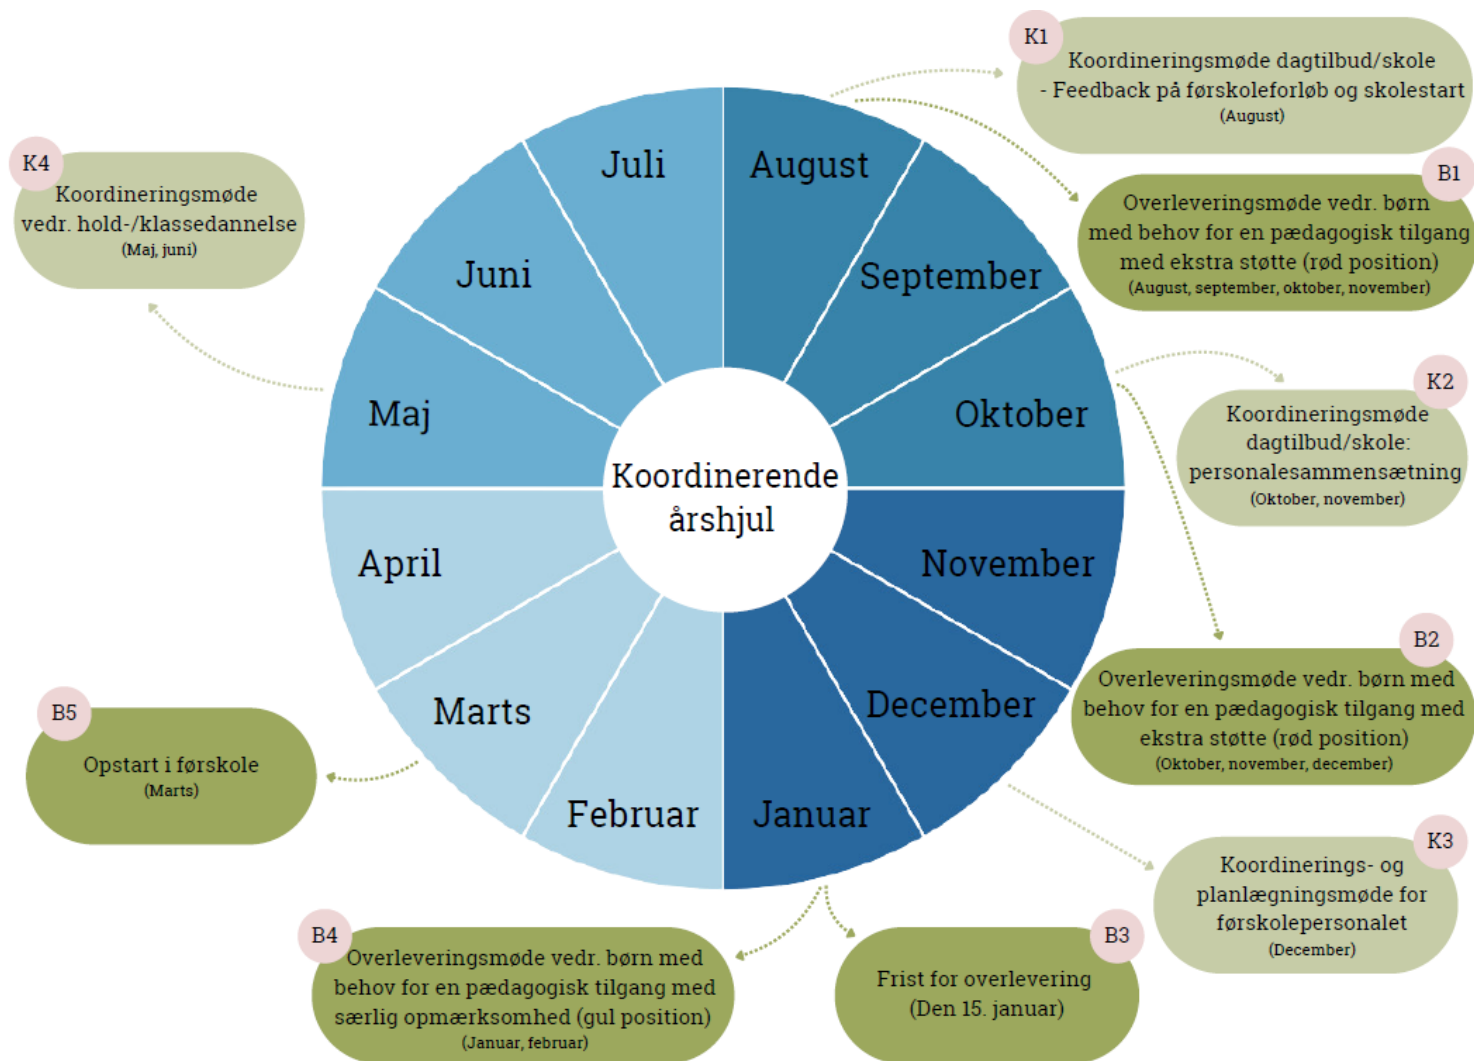 K1
Koordineringsmøde dagtilbud/skole
- Feedback på førskoleforløb og skolestart
(August)
B1
Overleveringsmøde vedr. børn
med behov for en pædagogisk tilgang
med ekstra støtte (rød position)
(August, september, oktober, november)
K2
Koordineringsmøde
dagtilbud/skole:
personalesammensætning
(Oktober, november)
B2
Overleveringsmøde vedr. børn med
behov for en pædagogisk tilgang med
ekstra støtte (rød position)
(Oktober, november, december)
K3
Koordinerings- og
planlægningsmøde for
førskolepersonalet
(December)
B3
Frist for overlevering
(Den 15. januar)
B4
Overleveringsmøde vedr. børn med
behov for en pædagogisk tilgang med
særlig opmærksomhed (gul position)
(Januar, februar)
B5
Opstart i førskole
(Marts)
K4
Koordineringsmøde
vedr. hold-/klassedannelse
(Maj, juni)
August
September
Oktober
November
December
Januar
Februar
Marts
April
Maj
Juni
Juli
Koordinerende
årshjul